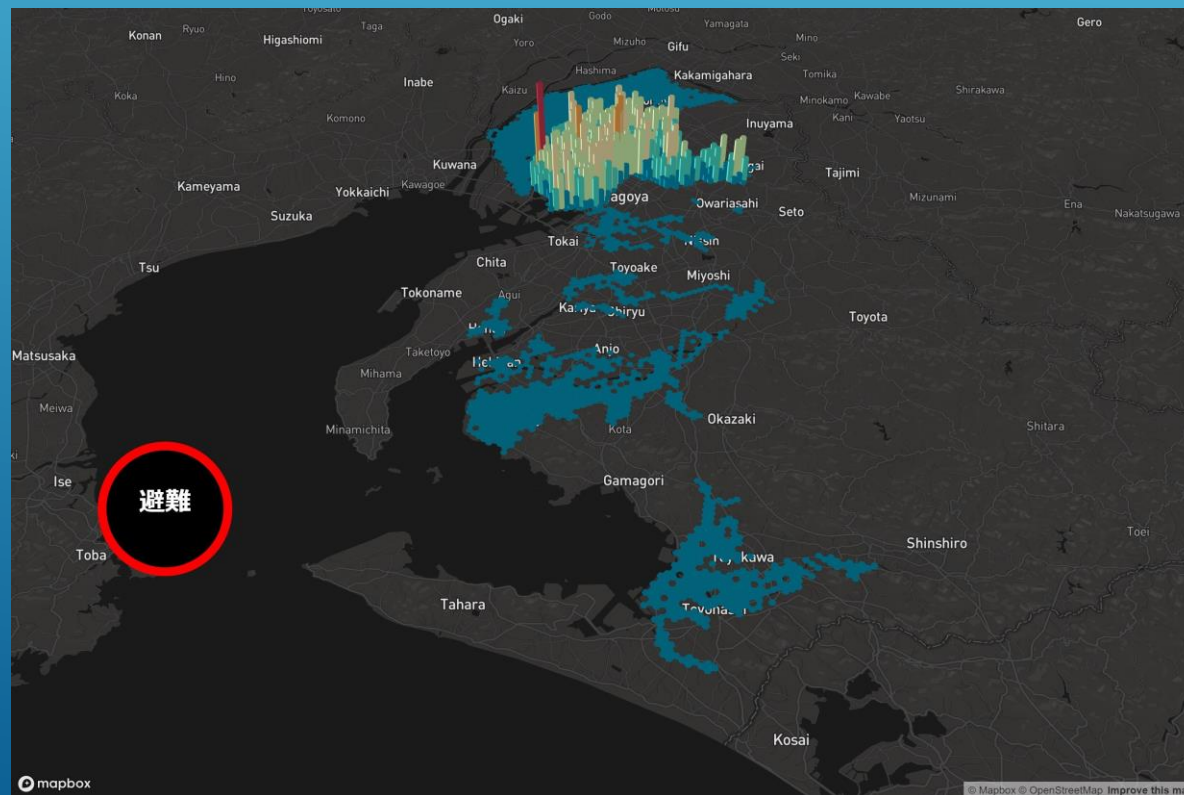 Ogaki
Godo
Motosu
Yamagata
Gero
Konan
Ryuo
Taga
Higashiomi
Yoro
Mizuho
Gifu
Mino
Seki
Hino
Inabe
Kaizu
Hashima
Kakamigahara
Tomika
Koka
Minokamo
Kawabe
Shirakawa
Komono
Kani
Yaotsu
Inuyama
Kuwana
Kameyama
Yokkaichi
Kawagoe
Tajimi
Suzuka
agoya
Owariasahi
Seto
Mizunami
Ena
Nakatsugawa
Tokai
Tsu
Chita
Toyoake
Miyoshi
Tokoname
Agui
Toyota
Matsusaka
Taketoyo
Anjo
Mihama
Meiwa
Minamichita
Kota
Okazaki
Shitara
Ise
避難
Gamagori
Toba
Shinshiro
Toei
Tahara
Kosai
mapbox
© Mapbox © OpenStreetMap Improve this ma